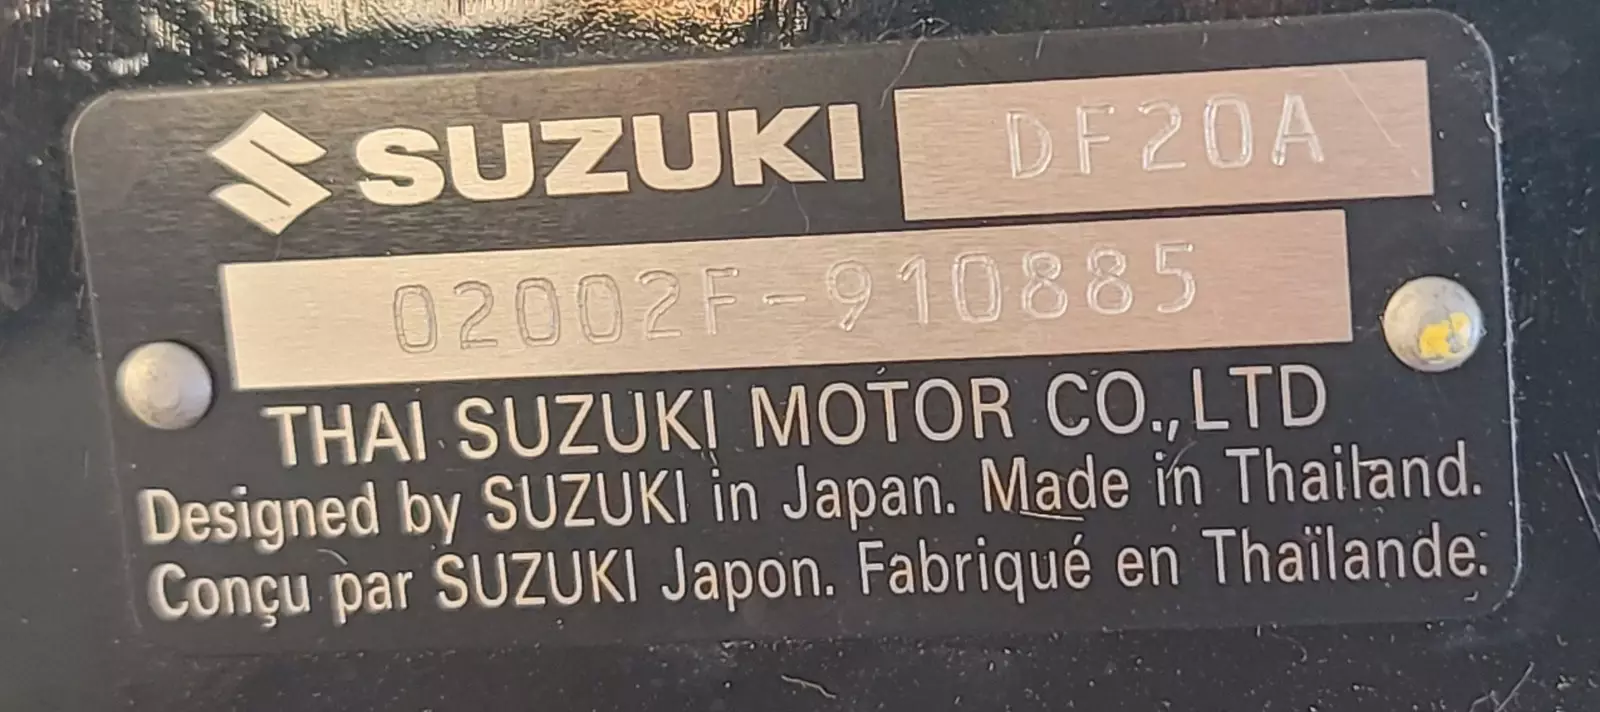 SUZUKI DF20A
02002F-910885
THAI SUZUKI MOTOR CO.,LTD
Designed by SUZUKI in Japan. Made in Thailand.
Conçu par SUZUKI Japon. Fabriqué en Thaïlande.